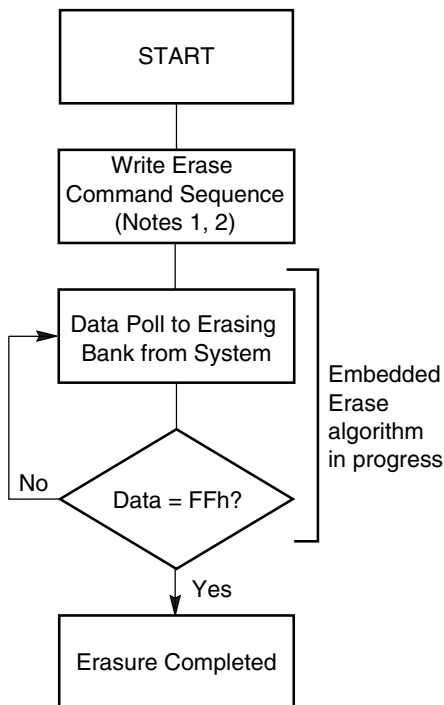 START
Write Erase
Command Sequence
(Notes 1, 2)
Data Poll to Erasing
Bank from System
Embedded
Erase
algorithm
in progress
No
Data = FFh?
Yes
Erasure Completed